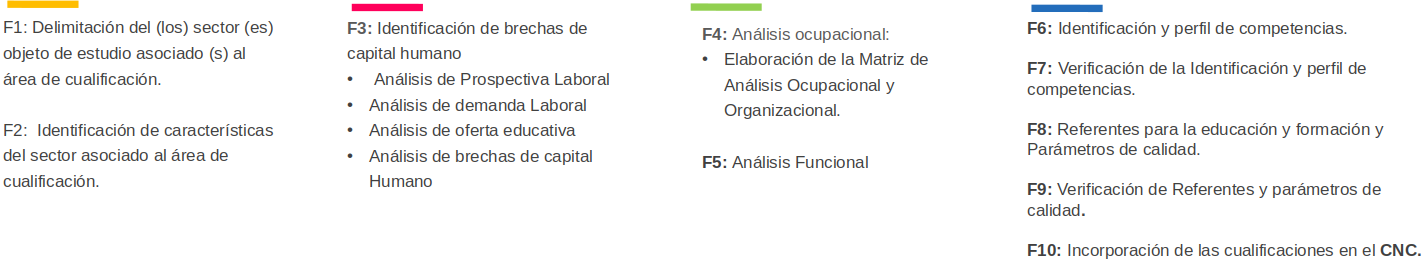 F1: Delimitación del (los) sector (es)
objeto de estudio asociado (s) al
área de cualificación.
F2:  Identificación de características
del sector asociado al área de
cualificación.
F3: Identificación de brechas de
capital humano
•  Análisis de Prospectiva Laboral
• Análisis de demanda Laboral
• Análisis de oferta educativa
• Análisis de brechas de capital
Humano
F4: Análisis ocupacional:
• Elaboración de la Matriz de
Análisis Ocupacional y
Organizacional.
F5: Análisis Funcional
F6: Identificación y perfil de competencias.
F7: Verificación de la Identificación y perfil de
competencias.
F8: Referentes para la educación y formación y
Parámetros de calidad.
F9: Verificación de Referentes y parámetros de
calidad.
F10: Incorporación de las cualificaciones en el CNC.